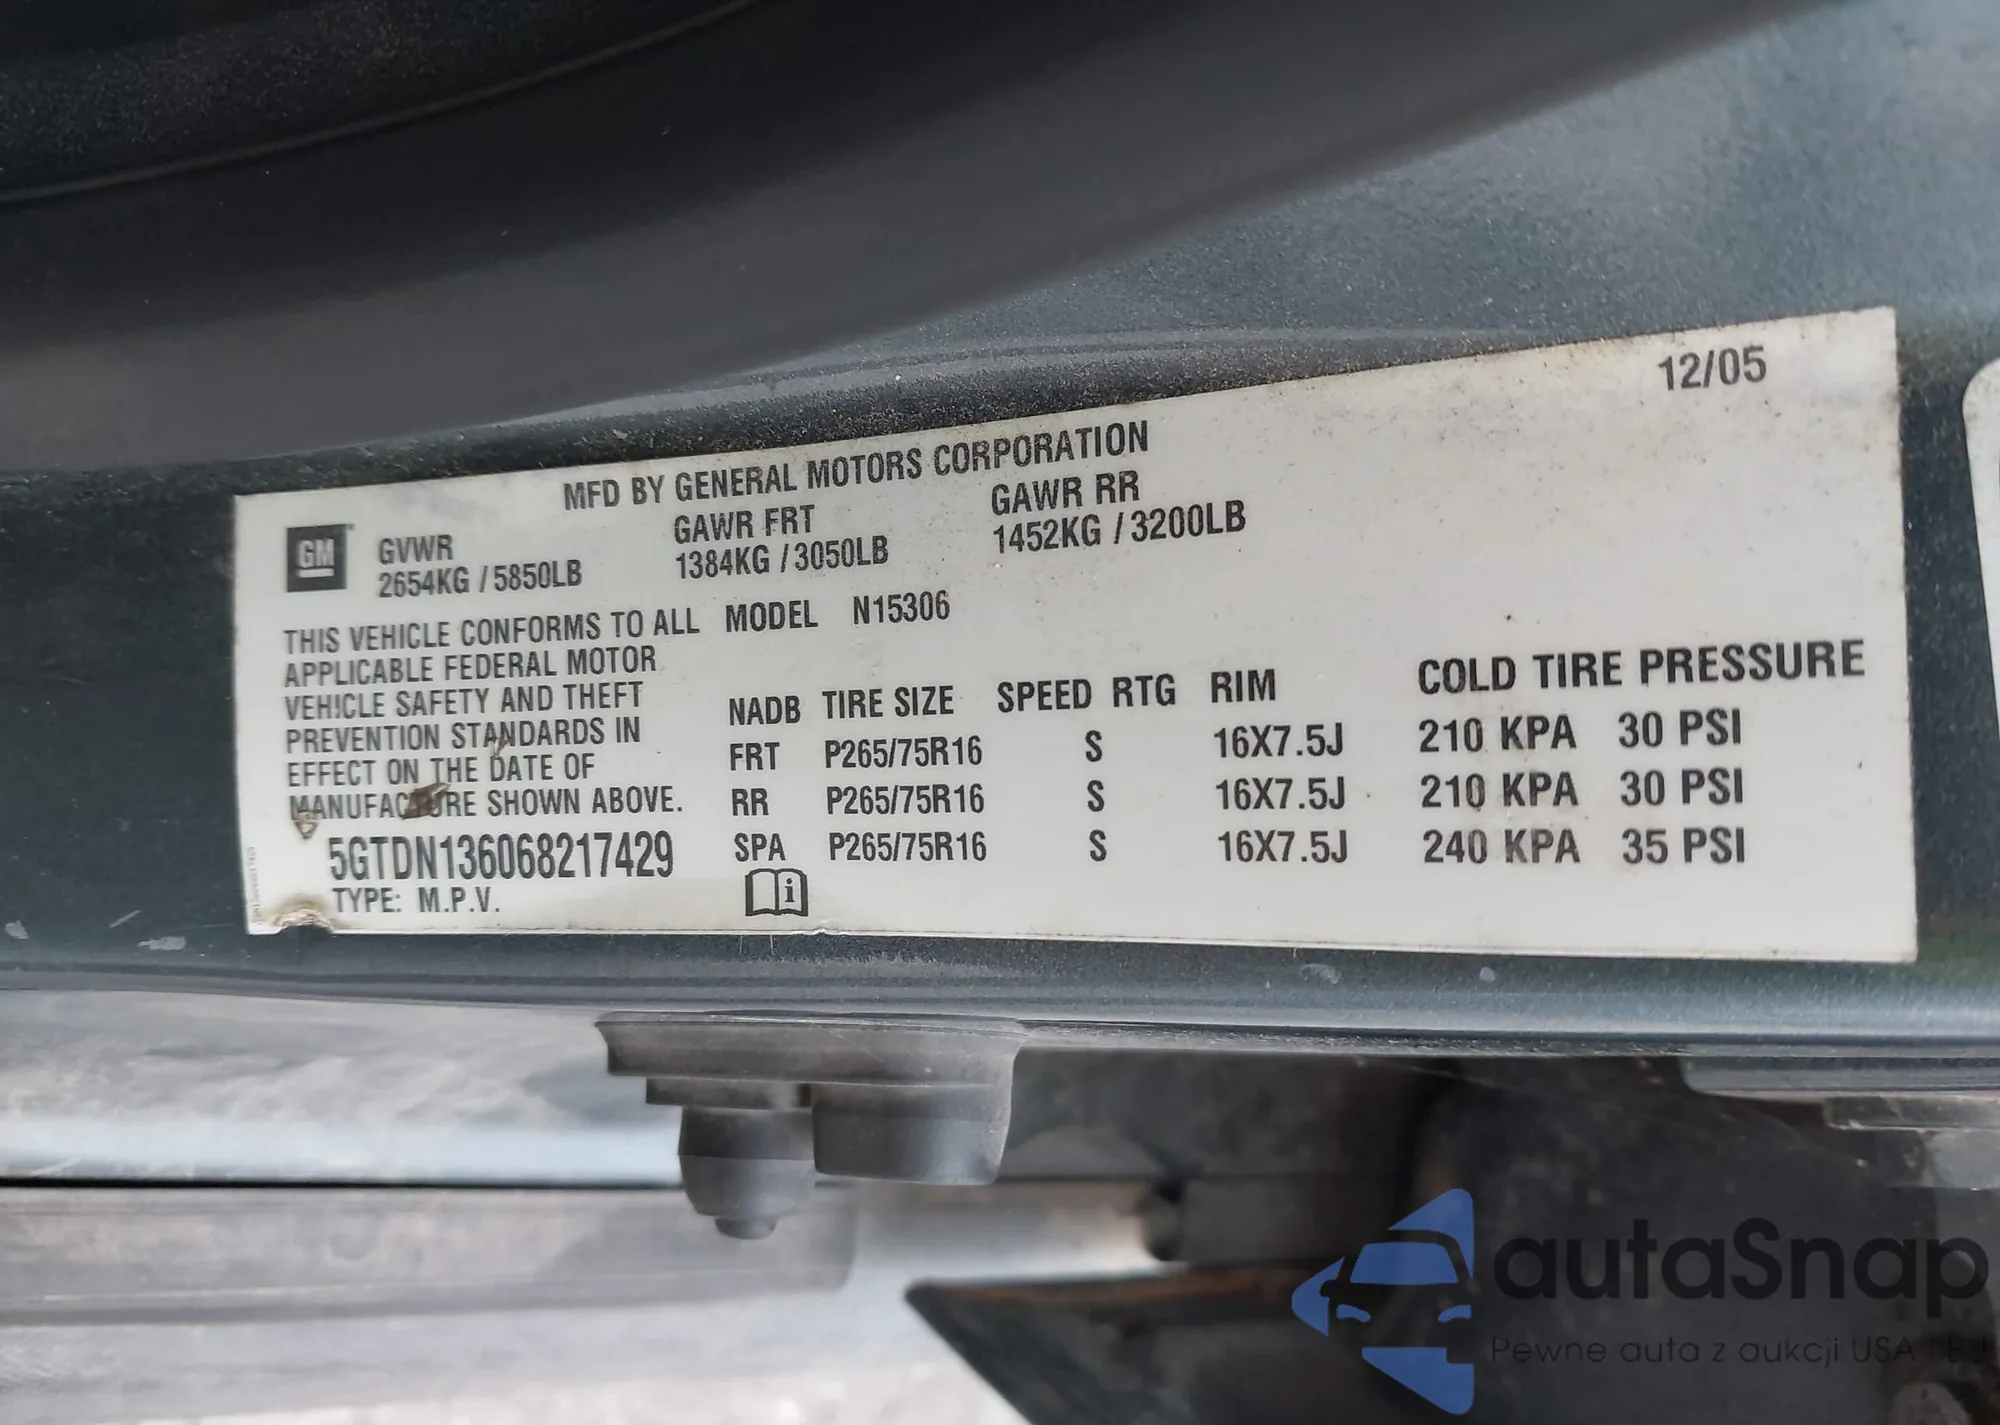 12/05
MFD BY GENERAL MOTORS CORPORATION
GM
GVWR GAWR FRT GAWR RR
2654KG / 5850LB 1384KG / 3050LB 1452KG / 3200LB
THIS VEHICLE CONFORMS TO ALL MODEL N15306
APPLICABLE FEDERAL MOTOR
VEHICLE SAFETY AND THEFT
PREVENTION STANDARDS IN
EFFECT ON THE DATE OF
MANUFACTURE SHOWN ABOVE.
5GTDN136068217429
TYPE: M.P.V.
NADB TIRE SIZE SPEED RTG RIM COLD TIRE PRESSURE
FRT P265/75R16 S 16X7.5J 210 KPA 30 PSI
RR P265/75R16 S 16X7.5J 210 KPA 30 PSI
SPA P265/75R16 S 16X7.5J 240 KPA 35 PSI
i
autaSnap
Pewne auta z aukcji USA i EU